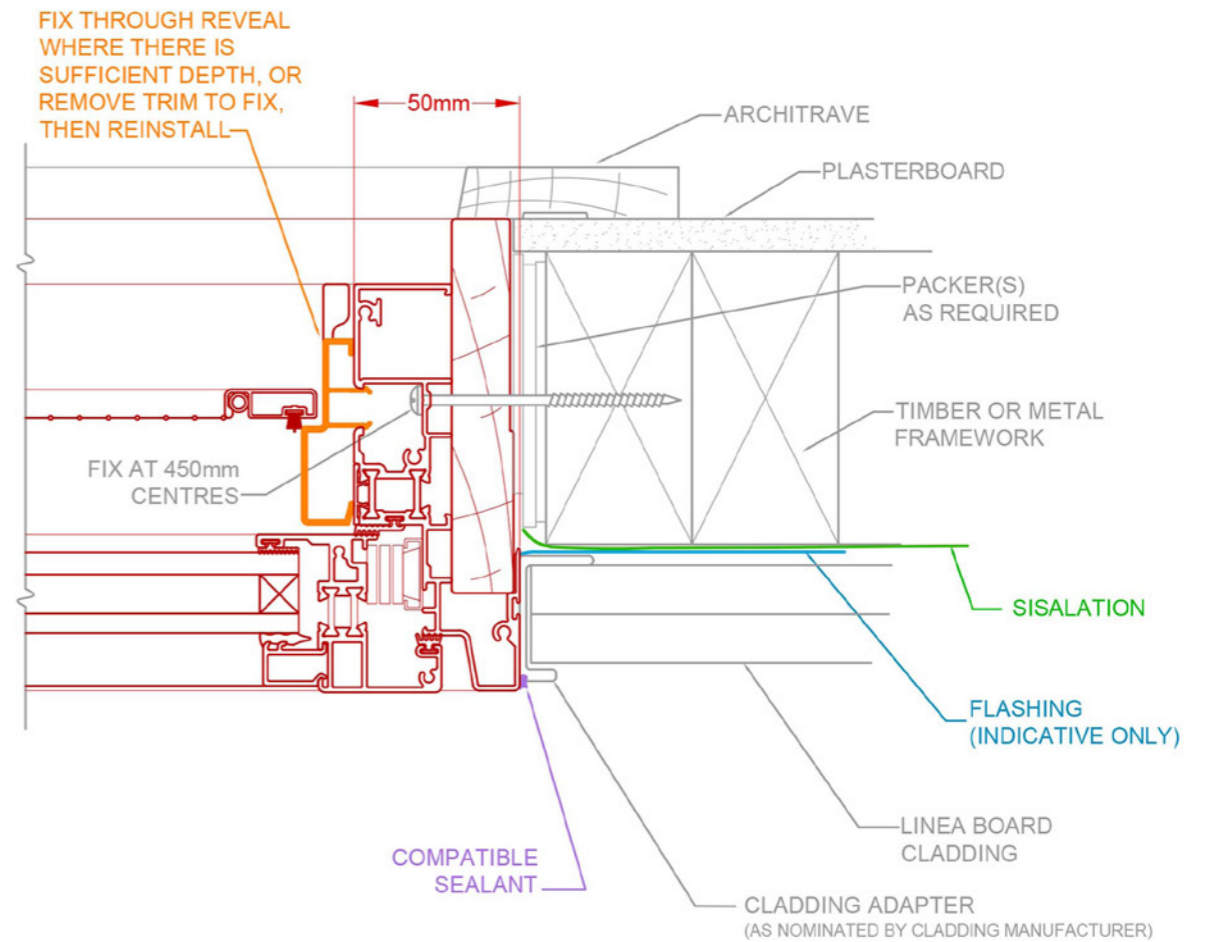 FIX THROUGH REVEAL
WHERE THERE IS
SUFFICIENT DEPTH, OR
REMOVE TRIM TO FIX,
THEN REINSTALL
50mm
ARCHITRAVE
PLASTERBOARD
PACKER(S)
AS REQUIRED
TIMBER OR METAL
FRAMEWORK
FIX AT 450mm
CENTRES
SISALATION
FLASHING
(INDICATIVE ONLY)
LINEA BOARD
CLADDING
COMPATIBLE
SEALANT
CLADDING ADAPTER
(AS NOMINATED BY CLADDING MANUFACTURER)